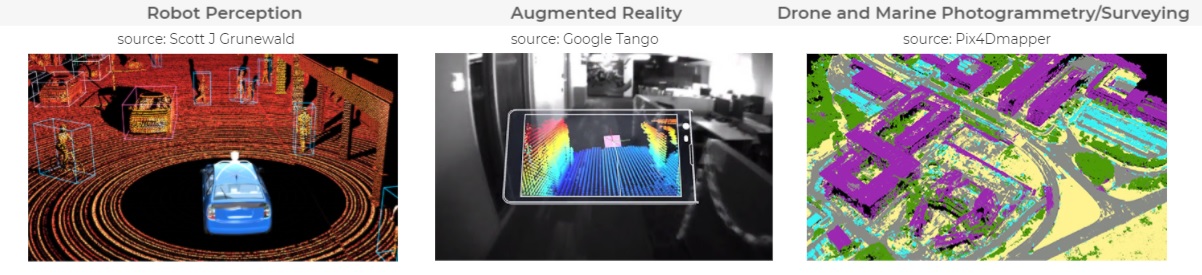 Robot Perception
Augmented Reality
Drone and Marine Photogrammetry/Surveying
source: Scott J Grunewald
source: Google Tango
source: Pix4Dmapper